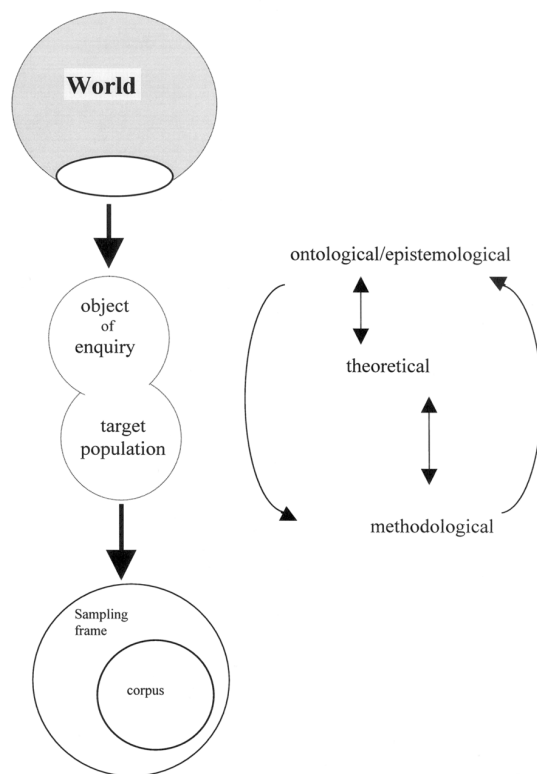 World
object
of
enquiry
target
population
Sampling
frame
corpus
ontological/epistemological
theoretical
methodological